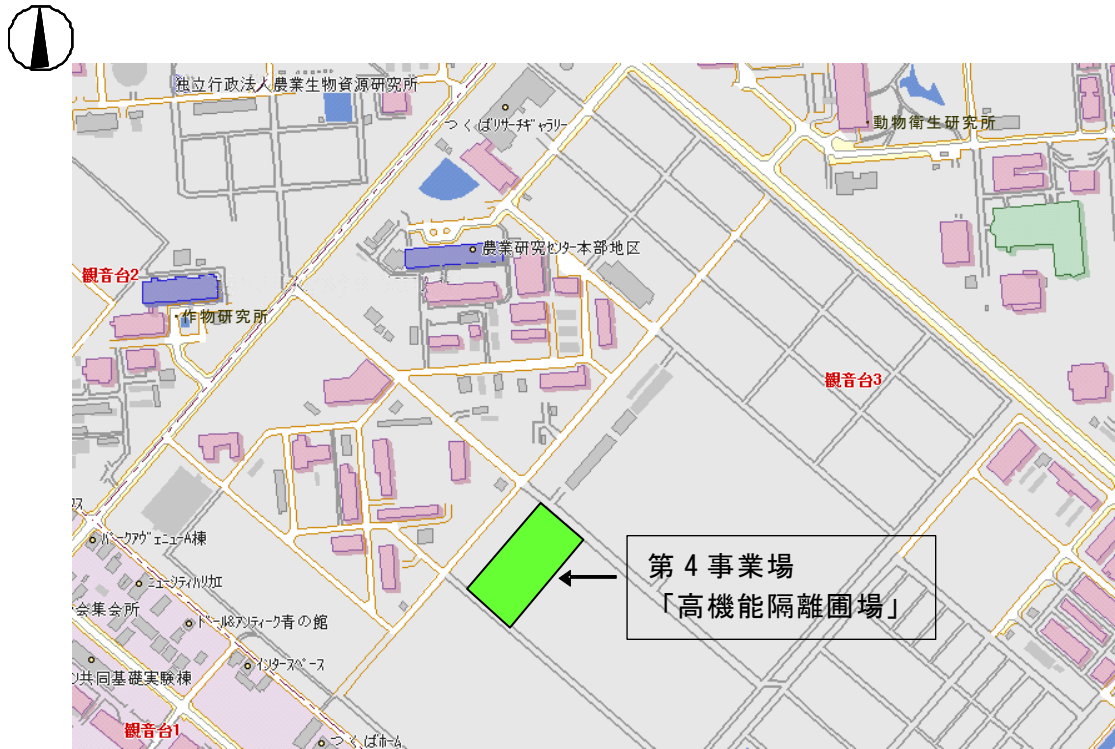 独立行政法人農業生物資源研究所
つくばリサーチギャラリー
動物衛生研究所
農業研究センター本部地区
観音台2
作物研究所
観音台3
パークアヴェニューA棟
ミユーシティハリカエ
会集会所
ドール&アンティーク青の館
インタースペース
共同基礎実験棟
観音台1
つくばホーム
第4事業場
「高機能隔離圃場」